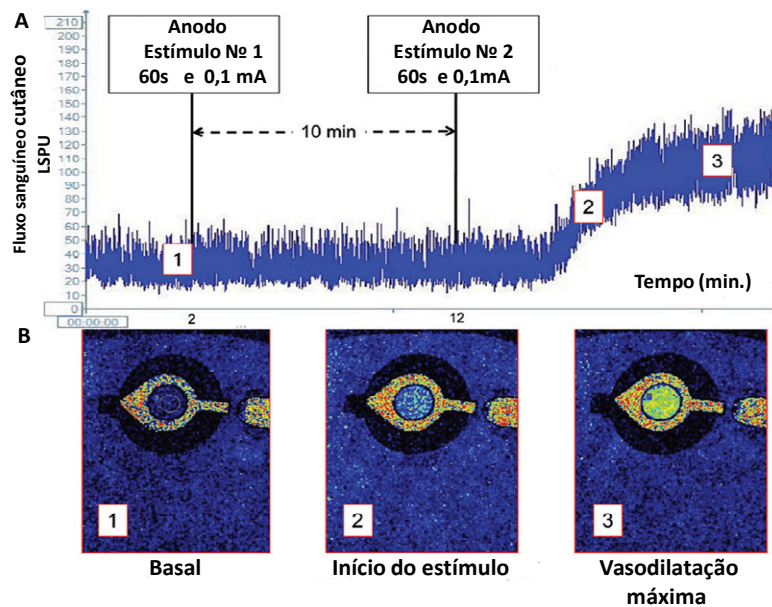 A
210
200
190
180
170
160
150
140
130
120
110
100
90
80
70
60
50
40
30
20
10
0
Fluxo sanguíneo cutâneo
LSPU
Anodo
Estímulo № 1
60s e 0,1 mA
Anodo
Estímulo № 2
60s e 0,1mA
10 min
1
2
3
Tempo (min.)
00:00:00
2
...
12
B
1
2
3
Basal
Início do estímulo
Vasodilatação
máxima